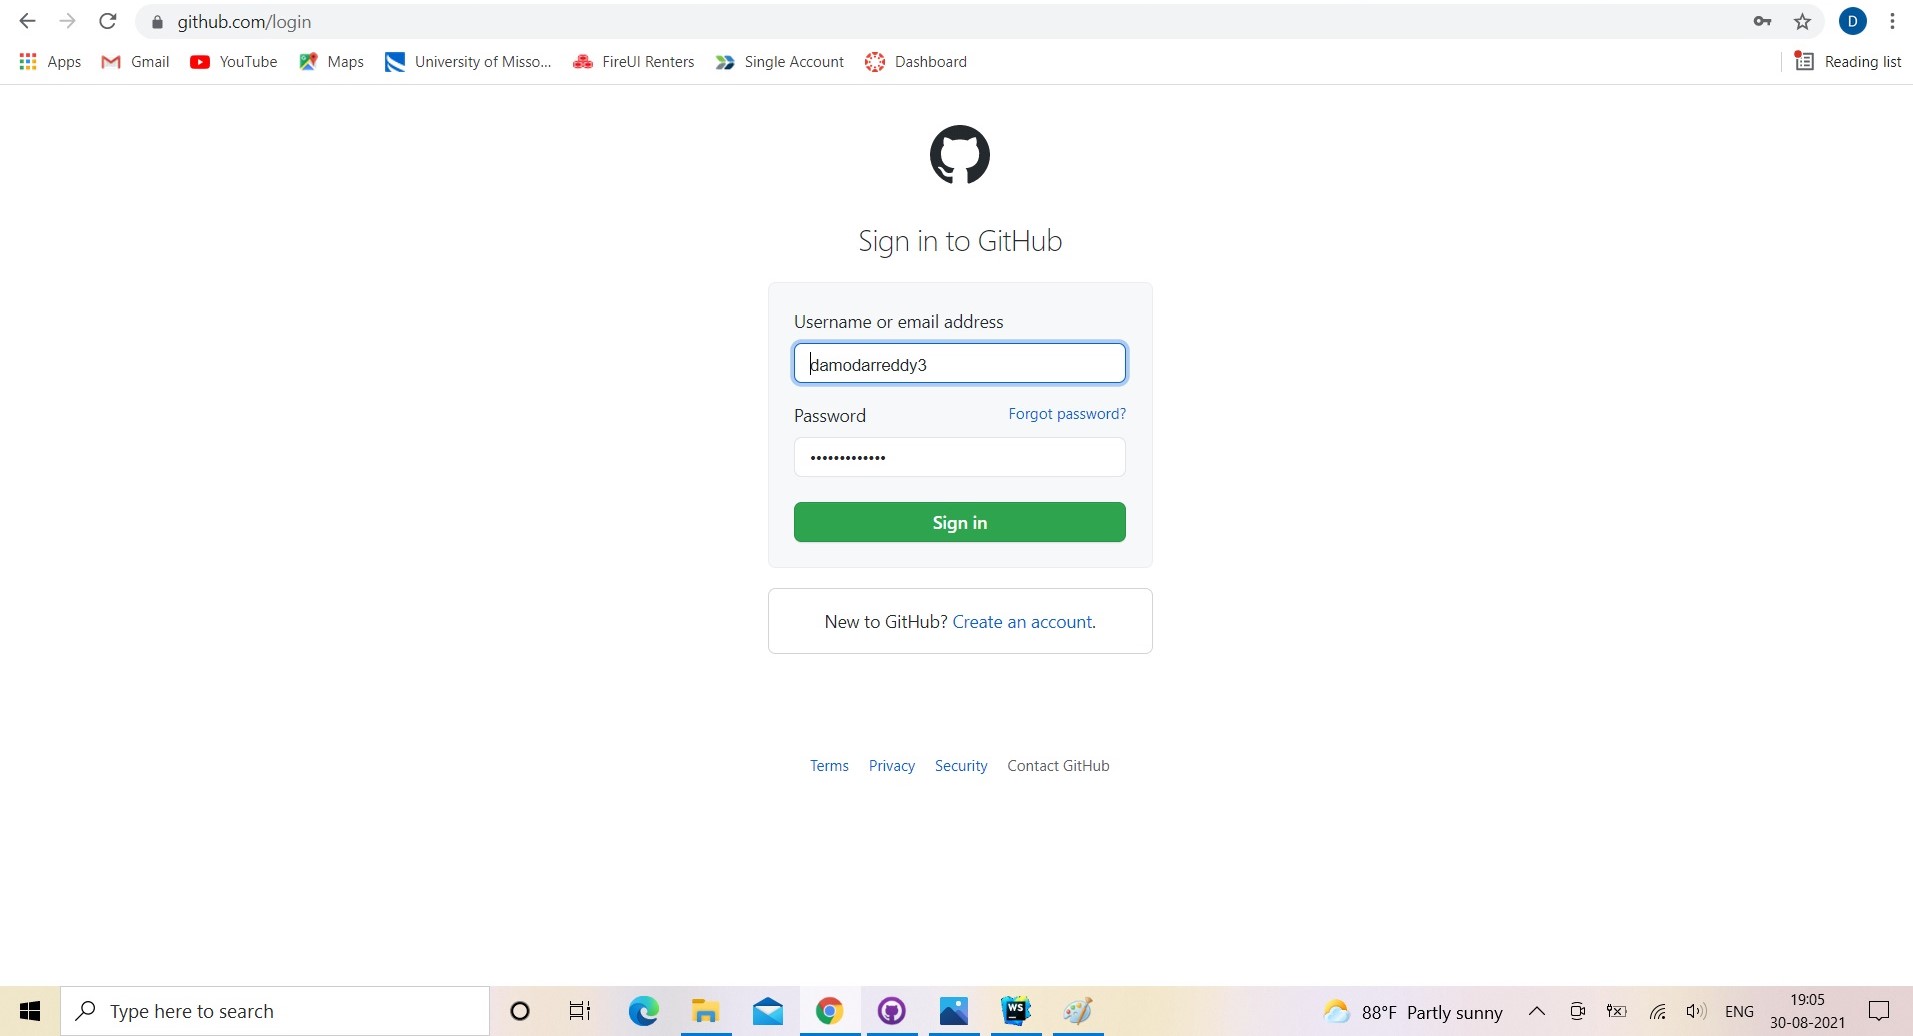 github.com/login
D
Apps Gmail YouTube Maps University of Misso... FireUI Renters Single Account Dashboard Reading list
Sign in to GitHub
Username or email address
damodarreddy3
Password Forgot password?
•••••••••••••
Sign in
New to GitHub? Create an account.
Terms Privacy Security Contact GitHub
Type here to search WS 88°F Partly sunny ENG 19:05
30-08-2021